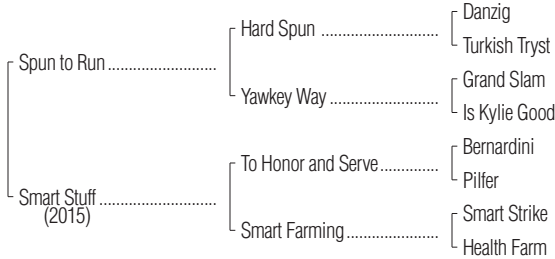 Danzig
Hard Spun ............................
Turkish Tryst
Spun to Run ..........................
Grand Slam
Yawkey Way ..........................
Is Kylie Good
Bernardini
To Honor and Serve ..............
Pilfer
Smart Stuff ............................
(2015)
Smart Strike
Smart Farming ......................
Health Farm